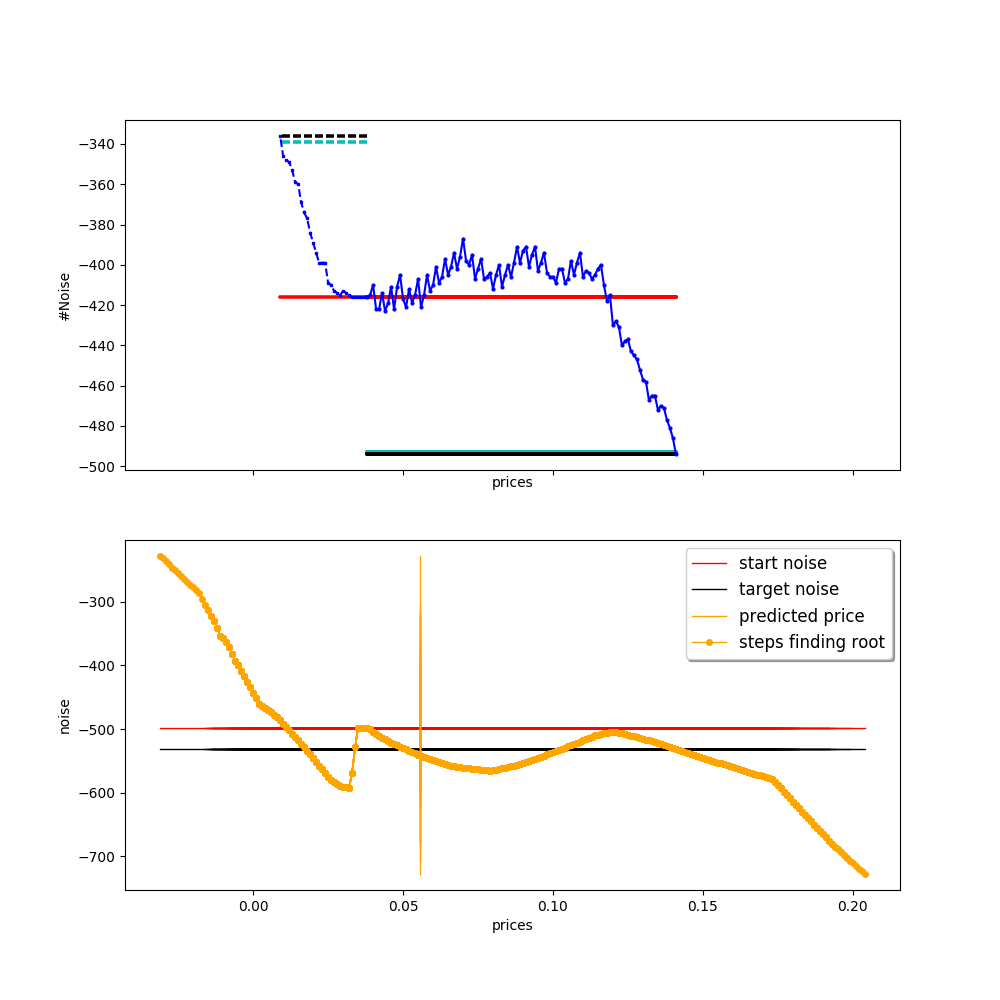 −340
−360
−380
−400
−420
−440
−460
−480
−500
#Noise
prices
−300
−400
−500
−600
−700
noise
start noise
target noise
predicted price
steps finding root
0.00 0.05 0.10 0.15 0.20
prices